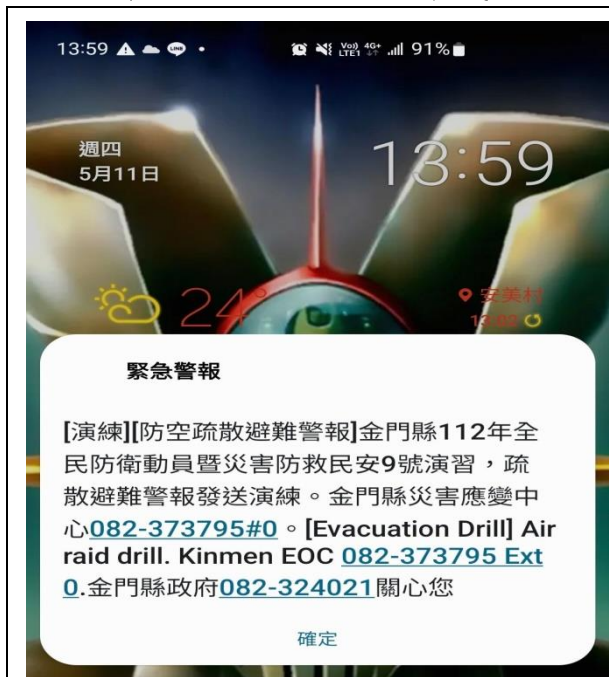 13:59
91%
週四
5月11日
13:59
24°
安美村
緊急警報
[演練][防空疏散避難警報]金門縣112年全
民防衛動員暨災害防救民安9號演習，疏
散避難警報發送演練。金門縣災害應變中
心082-373795#0。[Evacuation Drill] Air
raid drill. Kinmen EOC 082-373795 Ext
0.金門縣政府082-324021關心您
確定